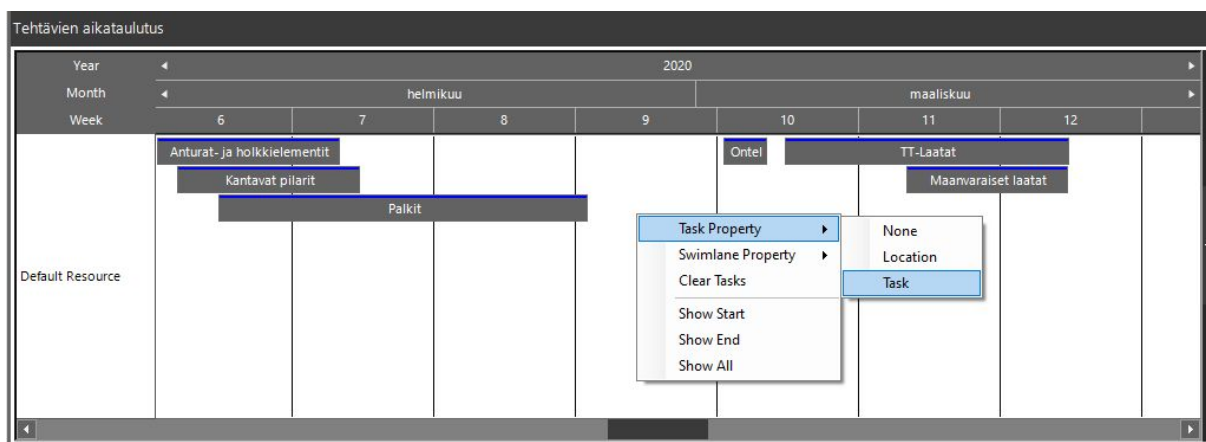 Tehtävien aikataulutus
Year 2020
Month helmikuu maaliskuu
Week 6 7 8 9 10 11 12
Anturat- ja holkkielementit Ontel TT-Laatat
Kantavat pilarit Maanvaraiset laatat
Palkit
Task Property None
Swimlane Property Location
Default Resource Clear Tasks Task
Show Start
Show End
Show All